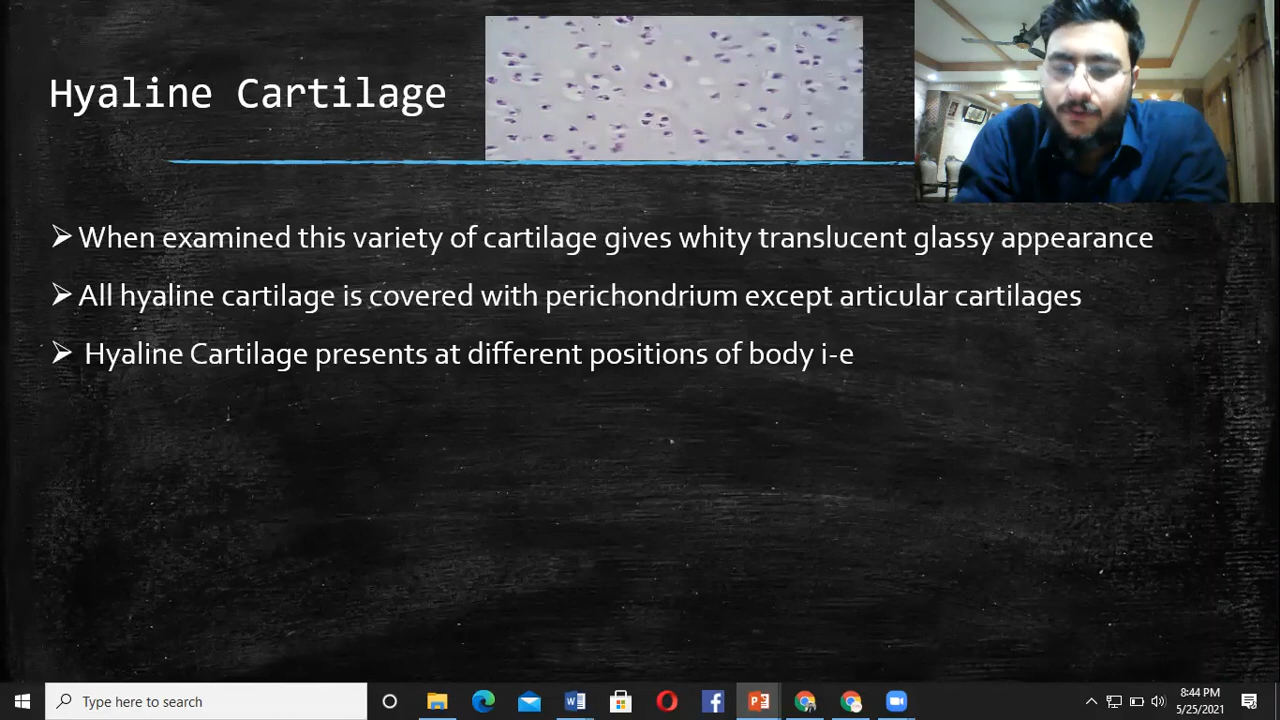 Hyaline Cartilage
When examined this variety of cartilage gives whity translucent glassy appearance
All hyaline cartilage is covered with perichondrium except articular cartilages
Hyaline Cartilage presents at different positions of body i-e
Type here to search
8:44 PM
5/25/2021